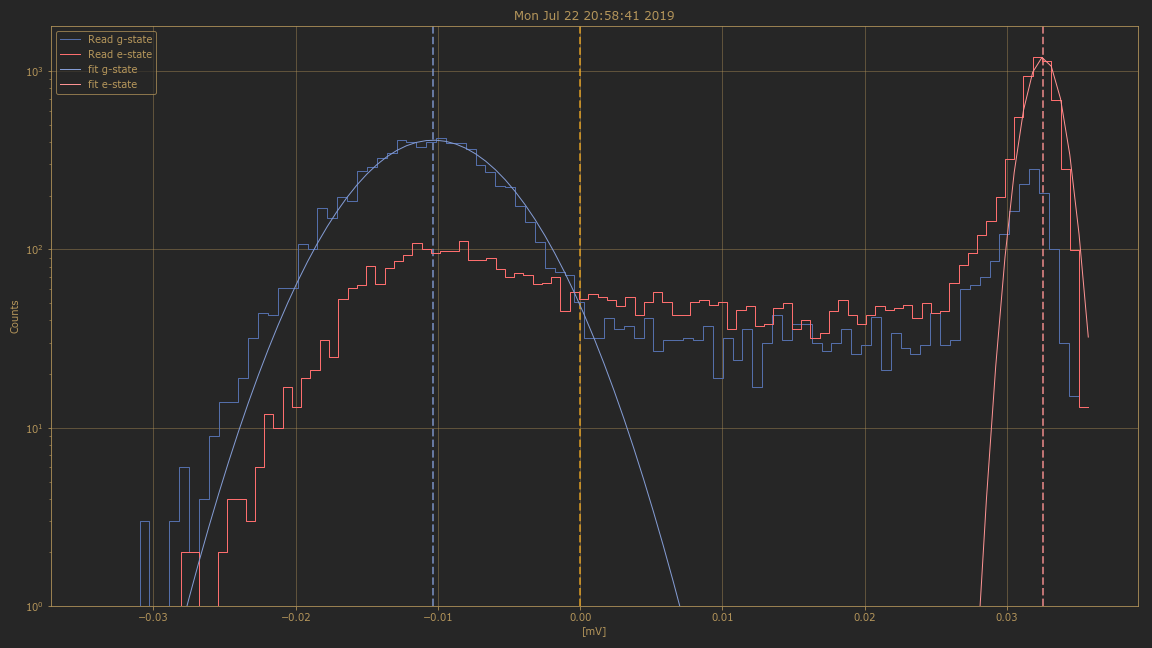 Mon Jul 22 20:58:41 2019
Read g-state
Read e-state
fit g-state
fit e-state
10³
10²
10¹
10⁰
Counts
−0.03
−0.02
−0.01
0.00
0.01
0.02
0.03
[mV]